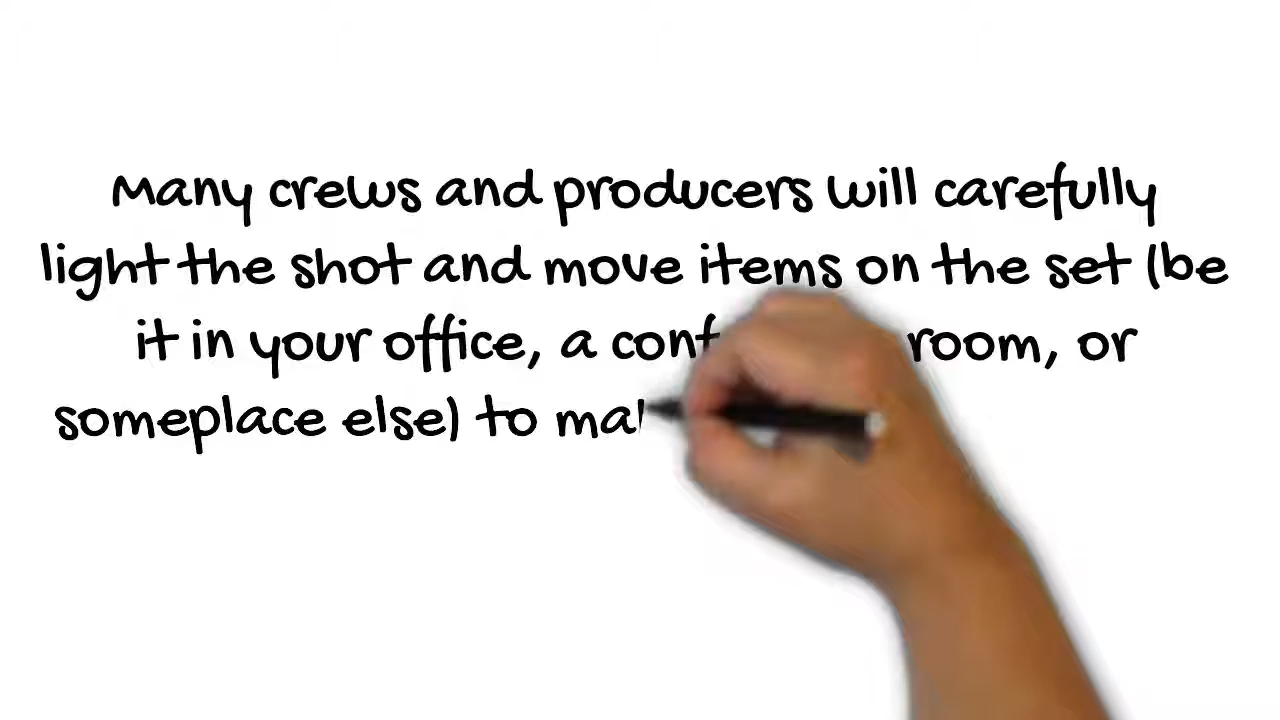 Many crews and producers will carefully
light the shot and move items on the set (be
it in your office, a room, or
someplace else) to